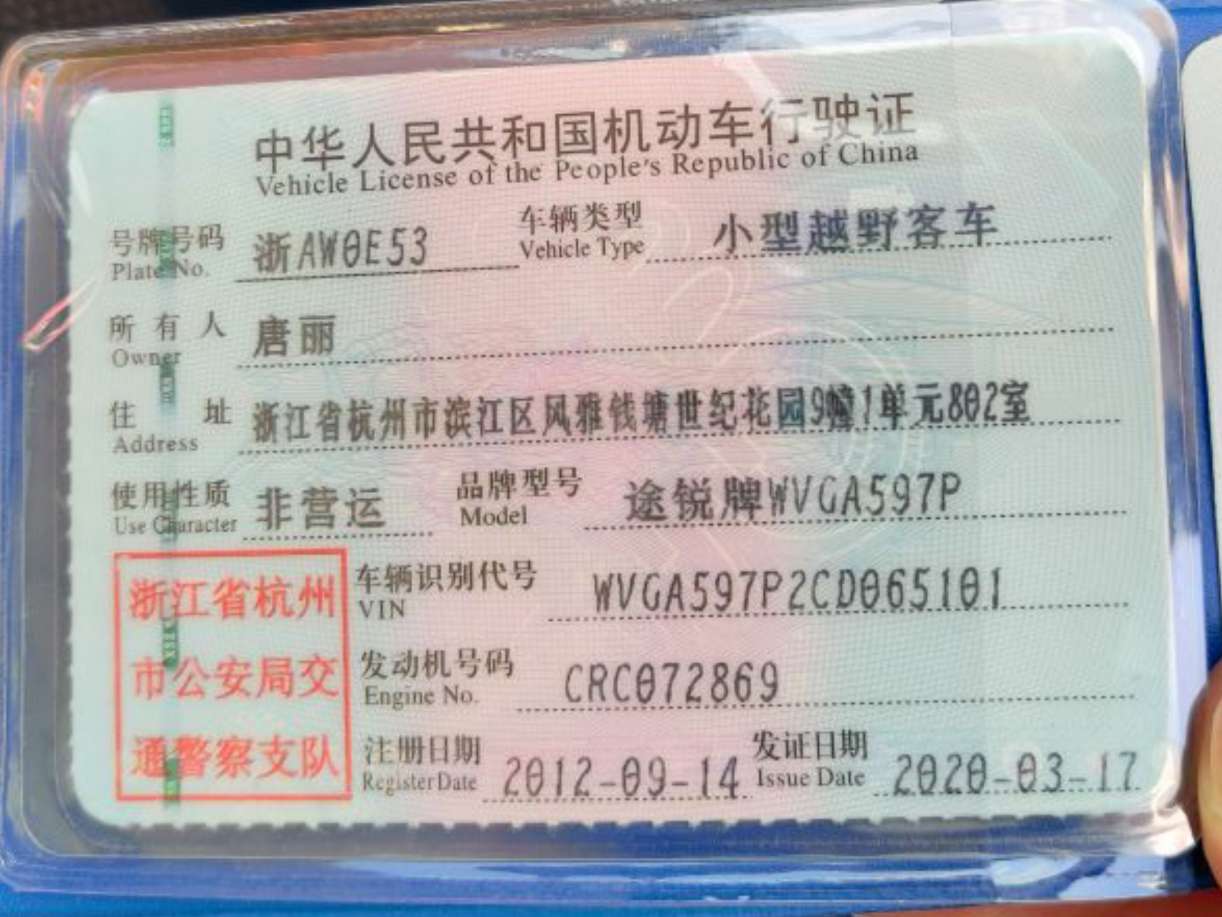 中华人民共和国机动车行驶证
Vehicle License of the People's Republic of China
号牌号码 浙AW0E53 车辆类型 小型越野客车
Plate No. Vehicle Type
所有人 唐丽
Owner
住址 浙江省杭州市滨江区风雅钱塘世纪花园9幢1单元802室
Address
使用性质 非营运 品牌型号 途锐牌WVGA597P
Use Character Model
浙江省杭州
市公安局交
通警察支队
车辆识别代号 WVGA597P2CD065101
VIN
发动机号码 CRC072869
Engine No.
注册日期 2012-09-14 发证日期 2020-03-17
Register Date Issue Date